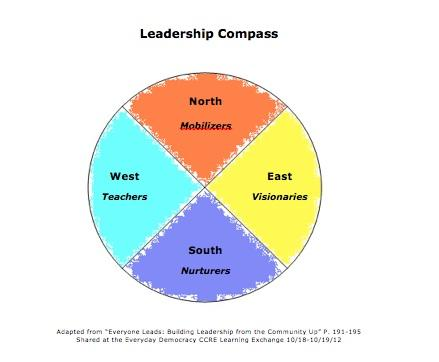 Leadership Compass
North
Mobilizers
West
Teachers
East
Visionaries
South
Nurturers
Adapted from "Everyone Leads: Building Leadership from the Community Up" P. 191-195
Shared at the Everyday Democracy CCRE Learning Exchange 10/18-10/19/12